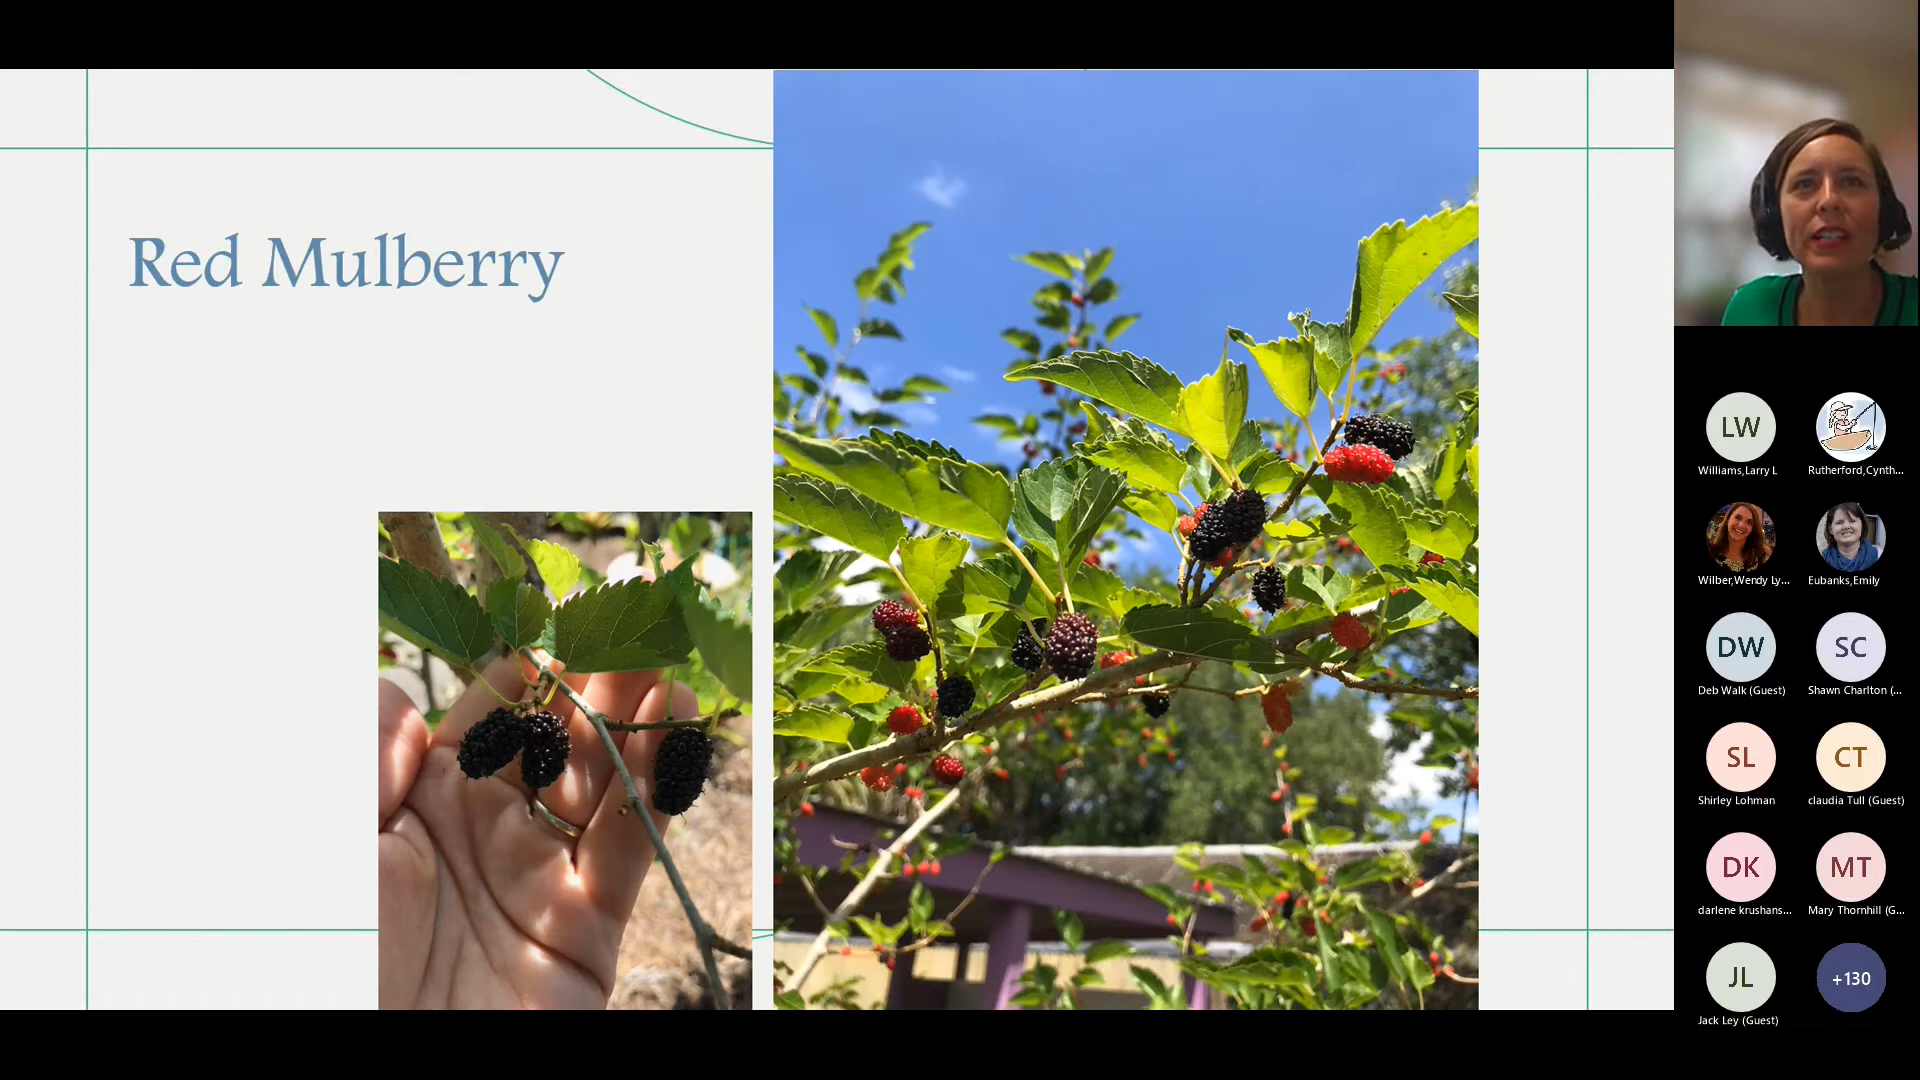 Red Mulberry
LW
Williams,Larry L
Rutherford,Cynth...
Wilber,Wendy Ly...
Eubanks,Emily
DW
SC
Deb Walk (Guest)
Shawn Charlton (...
SL
CT
Shirley Lohman
claudia Tull (Guest)
DK
MT
darlene krushans...
Mary Thornhill (G...
JL
+130
Jack Ley (Guest)